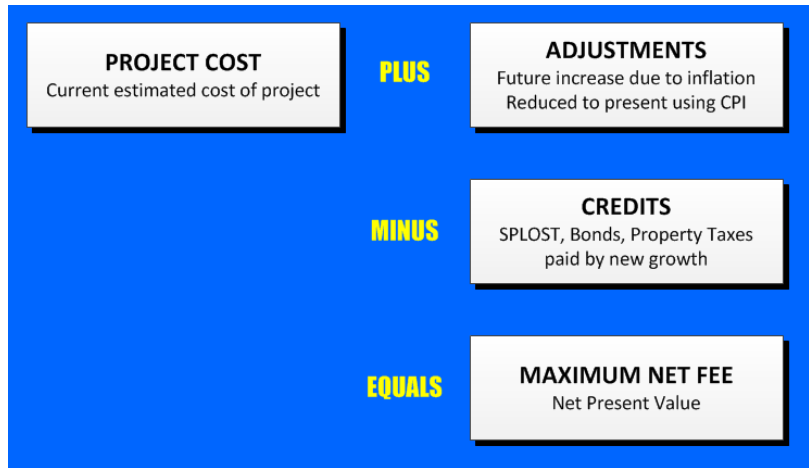 PROJECT COST
Current estimated cost of project
PLUS
ADJUSTMENTS
Future increase due to inflation
Reduced to present using CPI
MINUS
CREDITS
SPLOST, Bonds, Property Taxes
paid by new growth
EQUALS
MAXIMUM NET FEE
Net Present Value